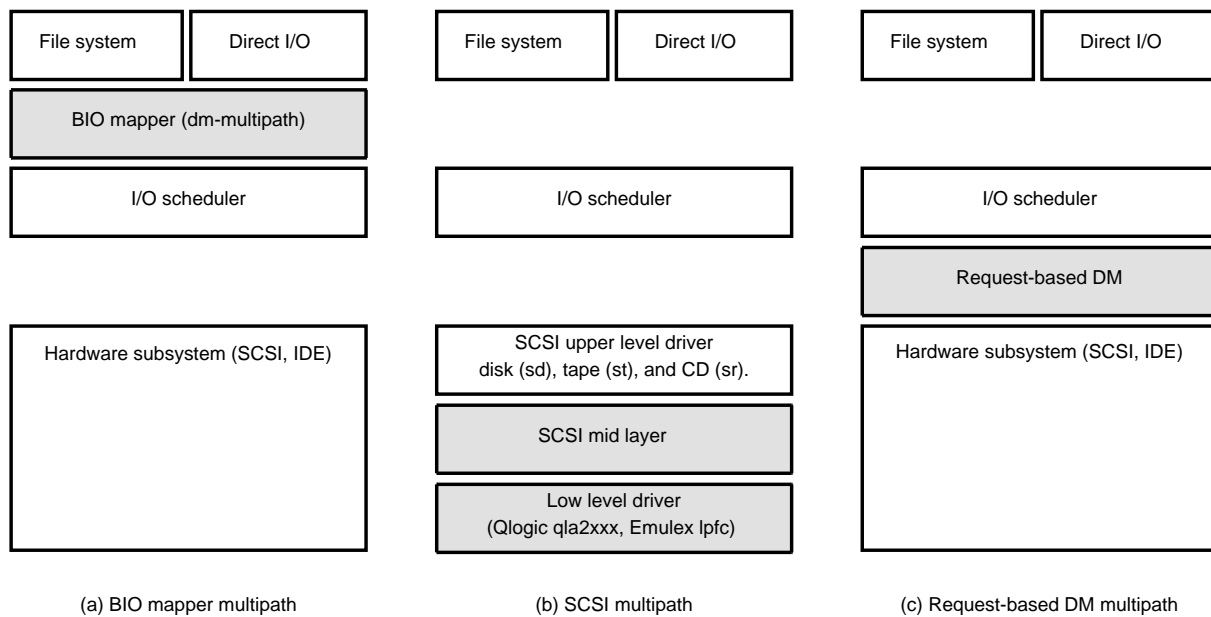 File system
Direct I/O
BIO mapper (dm-multipath)
I/O scheduler
Hardware subsystem (SCSI, IDE)
(a) BIO mapper multipath
File system
Direct I/O
I/O scheduler
SCSI upper level driver
disk (sd), tape (st), and CD (sr).
SCSI mid layer
Low level driver
(Qlogic qla2xxx, Emulex lpfc)
(b) SCSI multipath
File system
Direct I/O
I/O scheduler
Request-based DM
Hardware subsystem (SCSI, IDE)
(c) Request-based DM multipath